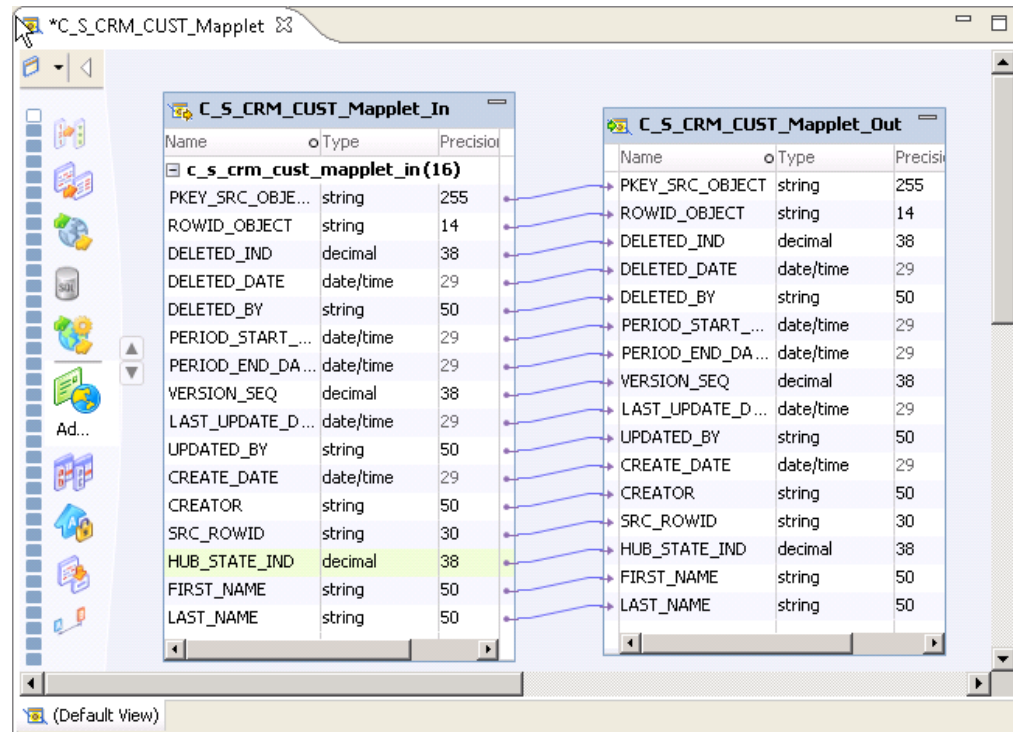 *C_S_CRM_CUST_Mapplet
C_S_CRM_CUST_Mapplet_In
Name Type Precision
c_s_crm_cust_mapplet_in (16)
PKEY_SRC_OBJE... string 255
ROWID_OBJECT string 14
DELETED_IND decimal 38
DELETED_DATE date/time 29
DELETED_BY string 50
PERIOD_START_... date/time 29
PERIOD_END_DA... date/time 29
VERSION_SEQ decimal 38
LAST_UPDATE_D... date/time 29
UPDATED_BY string 50
CREATE_DATE date/time 29
CREATOR string 50
SRC_ROWID string 30
HUB_STATE_IND decimal 38
FIRST_NAME string 50
LAST_NAME string 50
C_S_CRM_CUST_Mapplet_Out
Name Type Precisi
PKEY_SRC_OBJECT string 255
ROWID_OBJECT string 14
DELETED_IND decimal 38
DELETED_DATE date/time 29
DELETED_BY string 50
PERIOD_START_... date/time 29
PERIOD_END_DA... date/time 29
VERSION_SEQ decimal 38
LAST_UPDATE_D... date/time 29
UPDATED_BY string 50
CREATE_DATE date/time 29
CREATOR string 50
SRC_ROWID string 30
HUB_STATE_IND decimal 38
FIRST_NAME string 50
LAST_NAME string 50
SQL
Ad...
(Default View)